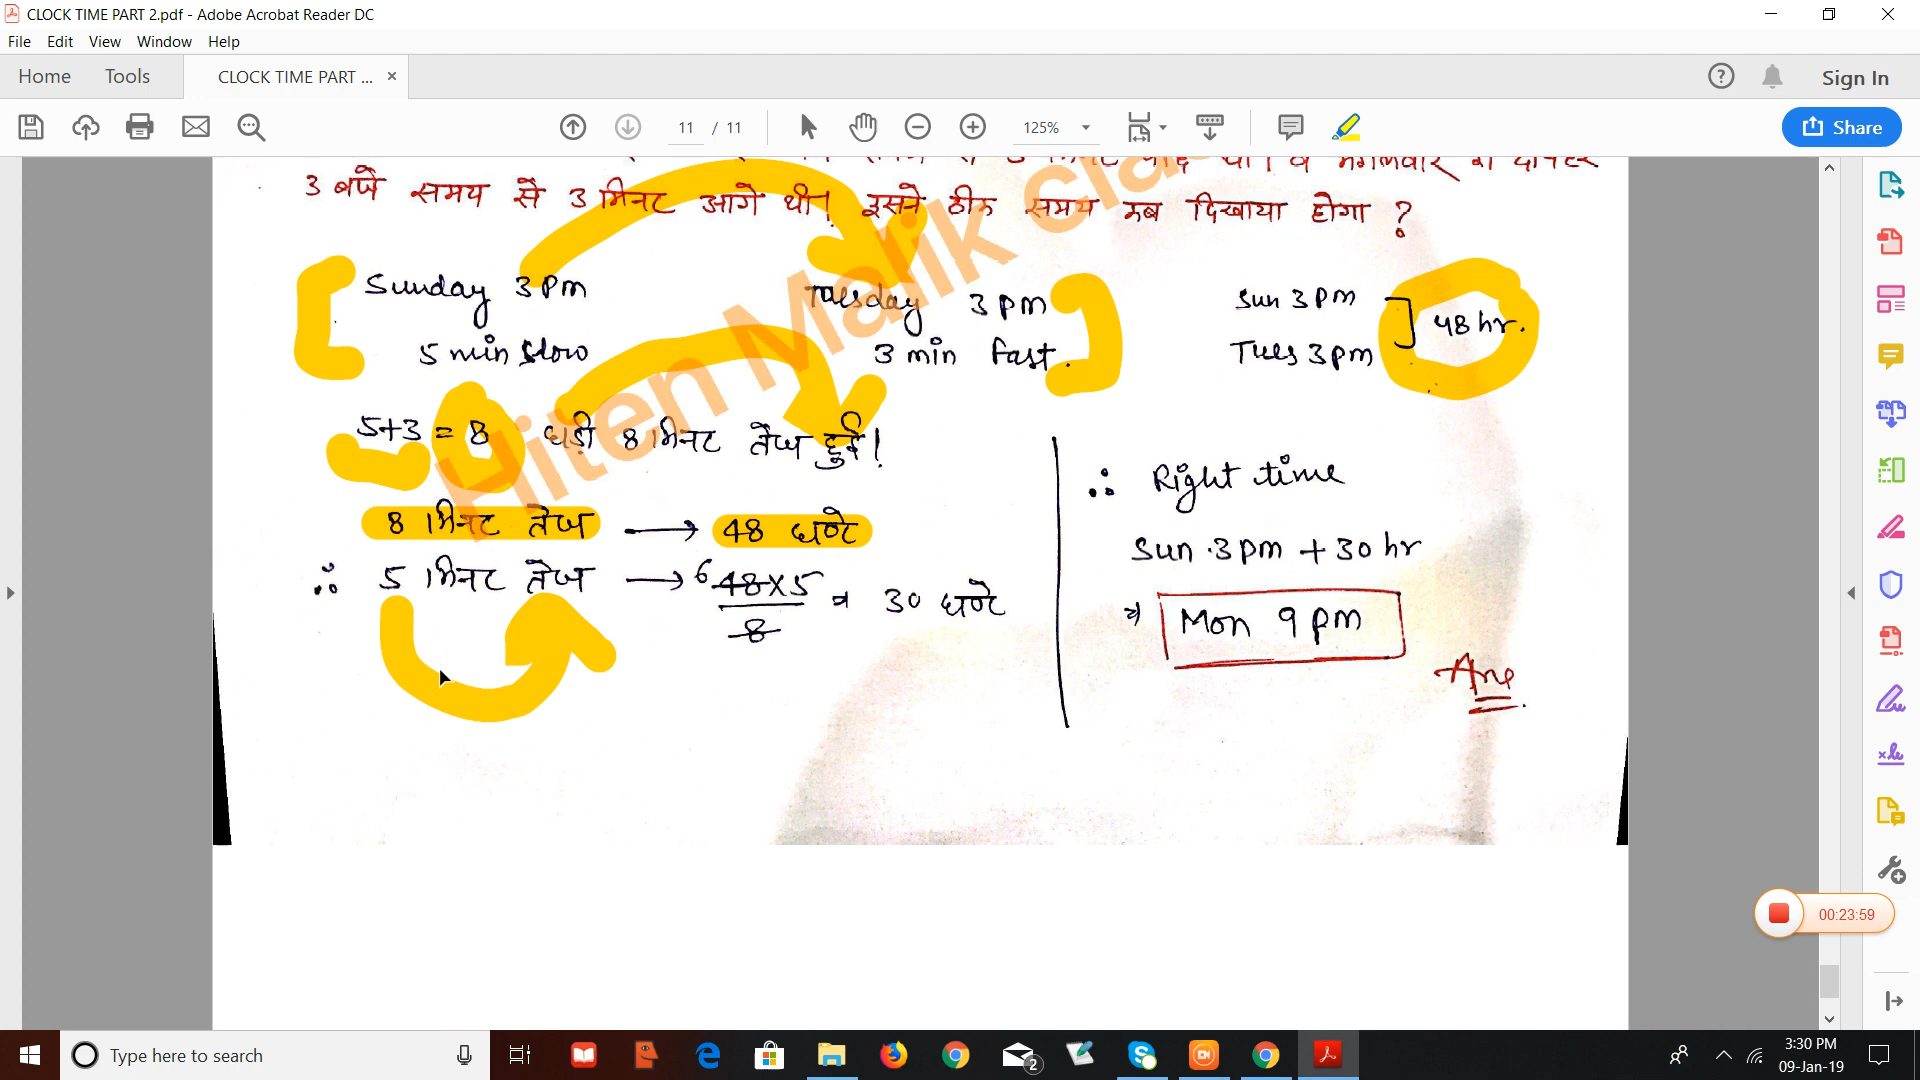 CLOCK TIME PART 2.pdf - Adobe Acrobat Reader DC
File Edit View Window Help
Home Tools CLOCK TIME PART ... × Sign In
11 / 11 125% Share
3 बजे समय से 3 मिनट आगे थी। इसने ठीक समय कब दिखाया होगा ?
Sunday 3 pm Tuesday 3 pm Sun 3 pm
5 min slow 3 min fast. Tues 3 pm ] 48 hr.
5+3 = 8 घड़ी 8 मिनट तेज हुई!
8 मिनट तेज → 48 घण्टे
∴ 5 मिनट तेज → 6 48×5 / 8 ⇒ 30 घण्टे
∴ Right time
Sun. 3 pm + 30 hr
⇒ Mon 9 pm
Ans
Hiten Malik Cla
00:23:59
Type here to search
2
3:30 PM
09-Jan-19